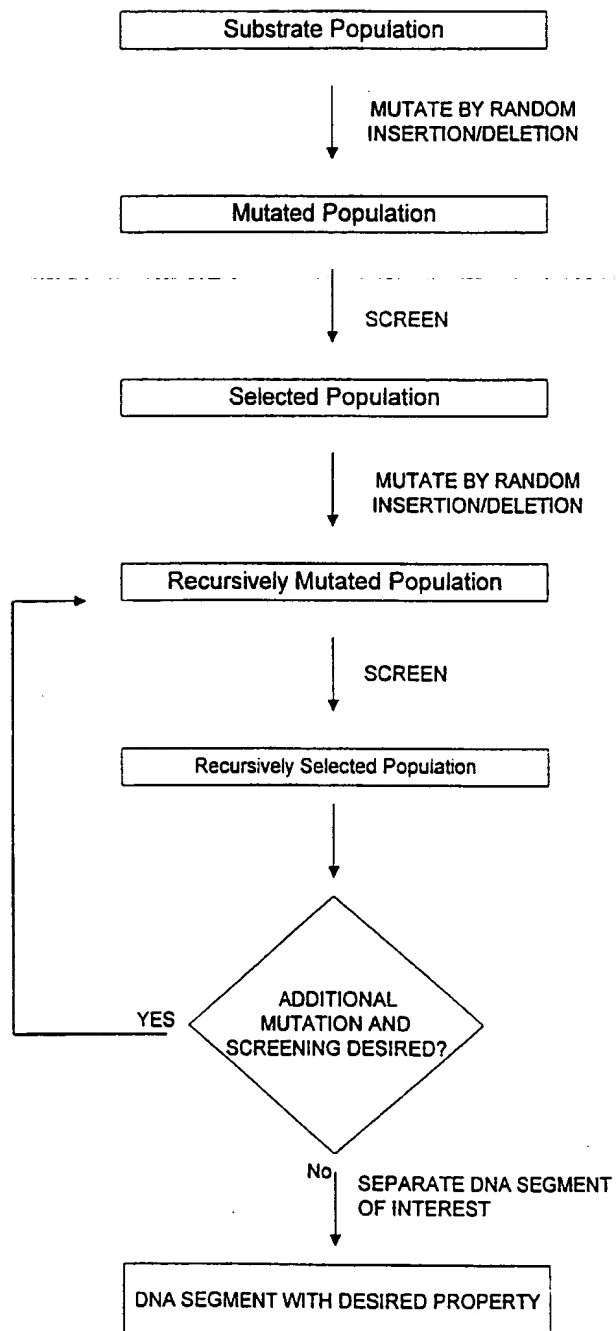 Substrate Population
MUTATE BY RANDOM
INSERTION/DELETION
Mutated Population
SCREEN
Selected Population
MUTATE BY RANDOM
INSERTION/DELETION
Recursively Mutated Population
SCREEN
Recursively Selected Population
ADDITIONAL
MUTATION AND
SCREENING DESIRED?
YES
No
SEPARATE DNA SEGMENT
OF INTEREST
DNA SEGMENT WITH DESIRED PROPERTY